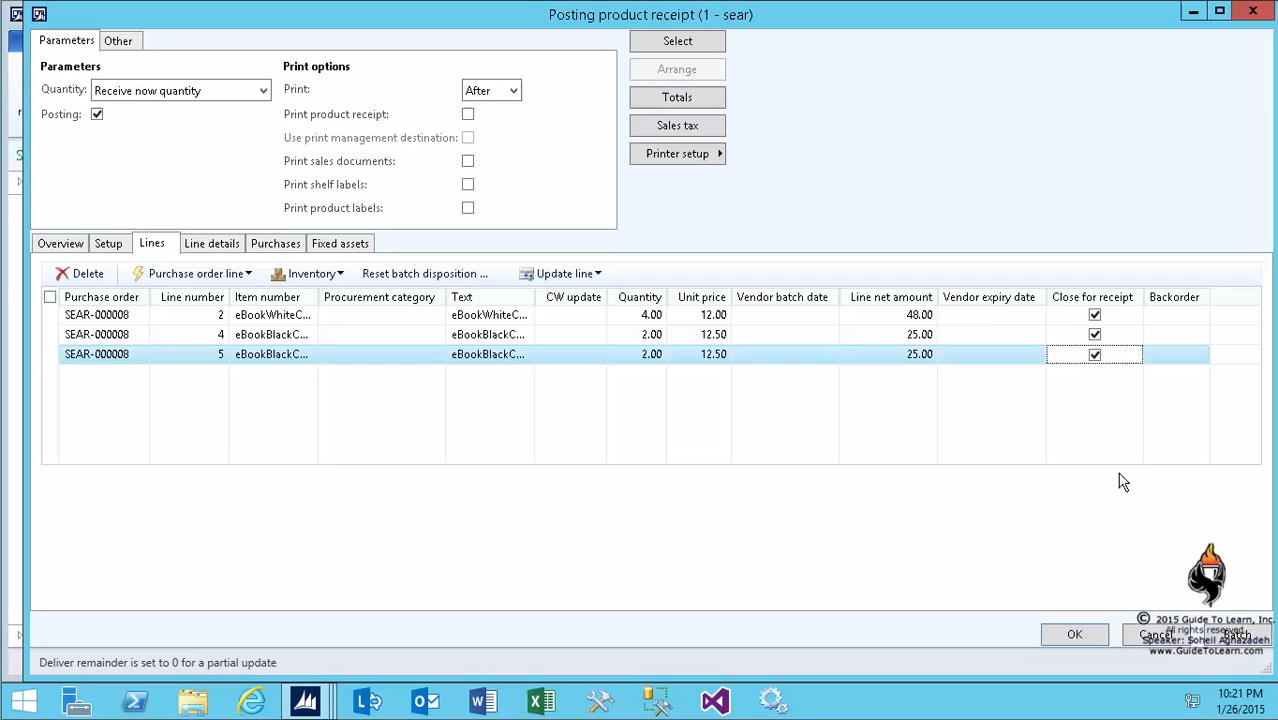 Posting product receipt (1 - sear)
Parameters Other
Select
Parameters Print options
Arrange
Quantity: Receive now quantity Print: After
Totals
Posting: Print product receipt:
Use print management destination:
Sales tax
Print sales documents:
Printer setup
Print shelf labels:
Print product labels:
Overview Setup Lines Line details Purchases Fixed assets
Delete Purchase order line Inventory Reset batch disposition ... Update line
Purchase order Line number Item number Procurement category Text CW update Quantity Unit price Vendor batch date Line net amount Vendor expiry date Close for receipt Backorder
SEAR-000008 2 eBookWhiteC... eBookWhiteC... 4.00 12.00 48.00
SEAR-000008 4 eBookBlackC... eBookBlackC... 2.00 12.50 25.00
SEAR-000008 5 eBookBlackC... eBookBlackC... 2.00 12.50 25.00
© 2015 Guide To Learn, Inc.
All rights reserved.
OK Cancel Batch
Speaker: Soheil Aghazadeh
www.GuideToLearn.com
Deliver remainder is set to 0 for a partial update
10:21 PM
1/26/2015